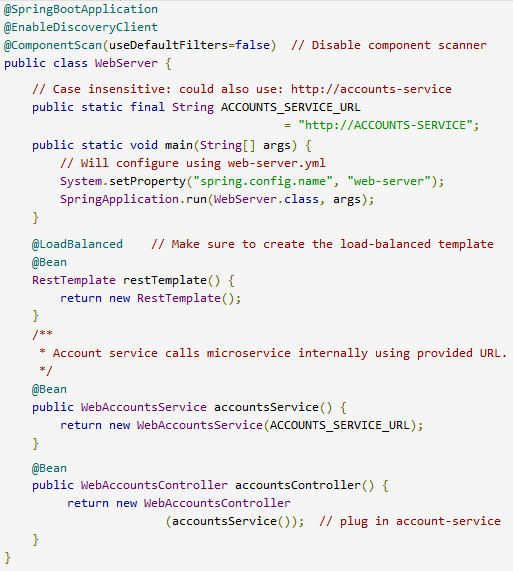 @SpringBootApplication
@EnableDiscoveryClient
@ComponentScan(useDefaultFilters=false)  // Disable component scanner
public class WebServer {
    // Case insensitive: could also use: http://accounts-service
    public static final String ACCOUNTS_SERVICE_URL
                                        = "http://ACCOUNTS-SERVICE";
    public static void main(String[] args) {
        // Will configure using web-server.yml
        System.setProperty("spring.config.name", "web-server");
        SpringApplication.run(WebServer.class, args);
    }
    @LoadBalanced    // Make sure to create the load-balanced template
    @Bean
    RestTemplate restTemplate() {
        return new RestTemplate();
    }
    /**
     * Account service calls microservice internally using provided URL.
     */
    @Bean
    public WebAccountsService accountsService() {
        return new WebAccountsService(ACCOUNTS_SERVICE_URL);
    }
    @Bean
    public WebAccountsController accountsController() {
         return new WebAccountsController
                       (accountsService());  // plug in account-service
    }
}